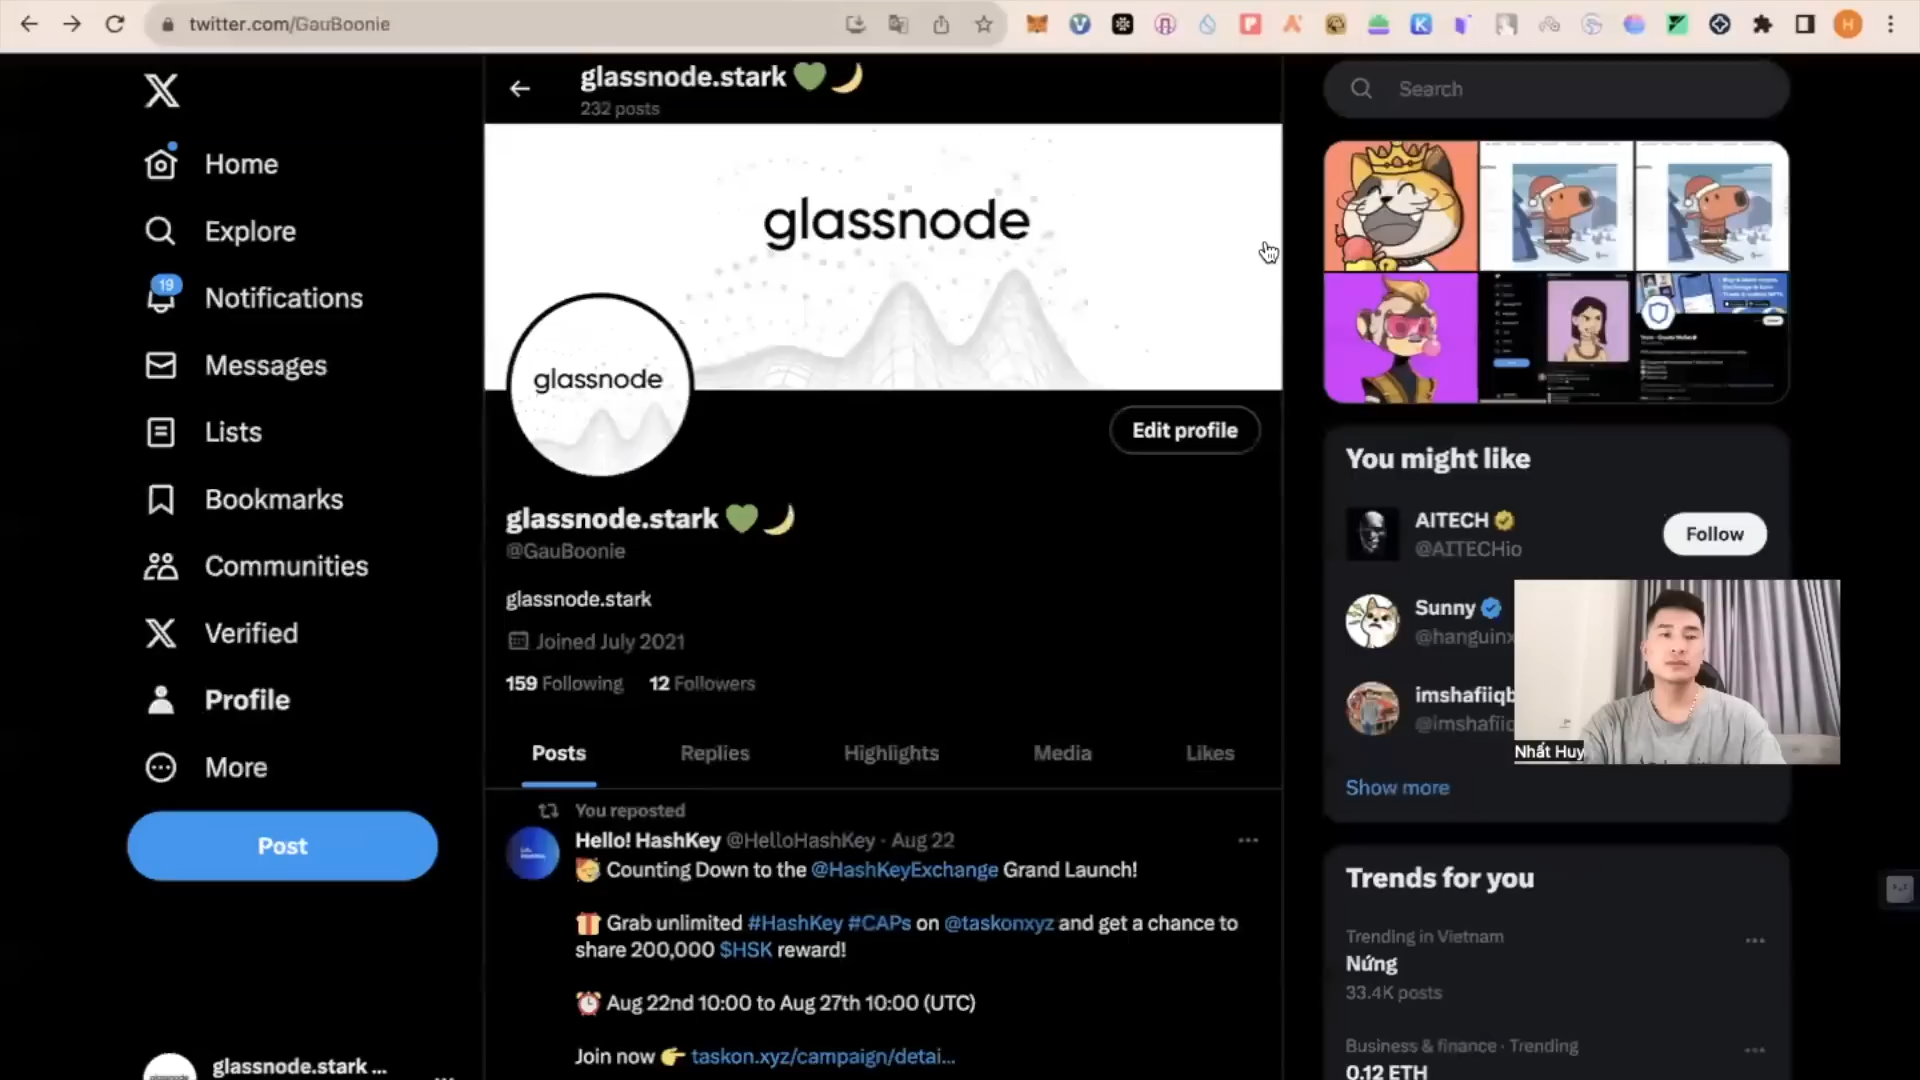 twitter.com/GauBoonie
H
glassnode.stark 💚🌙
232 posts
Search
Home
Explore
19
Notifications
Messages
Lists
Bookmarks
Communities
Verified
Profile
More
Post
glassnode.stark ...
glassnode
glassnode
Edit profile
glassnode.stark 💚🌙
@GauBoonie
glassnode.stark
Joined July 2021
159 Following 12 Followers
Posts Replies Highlights Media Likes
You reposted
Hello! HashKey @HelloHashKey · Aug 22
🥳 Counting Down to the @HashKeyExchange Grand Launch!
🎁 Grab unlimited #HashKey #CAPs on @taskonxyz and get a chance to
share 200,000 $HSK reward!
⏰ Aug 22nd 10:00 to Aug 27th 10:00 (UTC)
Join now 👉 taskon.xyz/campaign/detai...
You might like
AITECH
@AITECHio
Follow
Sunny
@hanguinx
imshafiiqb
@imshafiiq
Nhất Huy
Show more
Trends for you
Trending in Vietnam
Nứng
33.4K posts
Business & finance · Trending
0.12 ETH